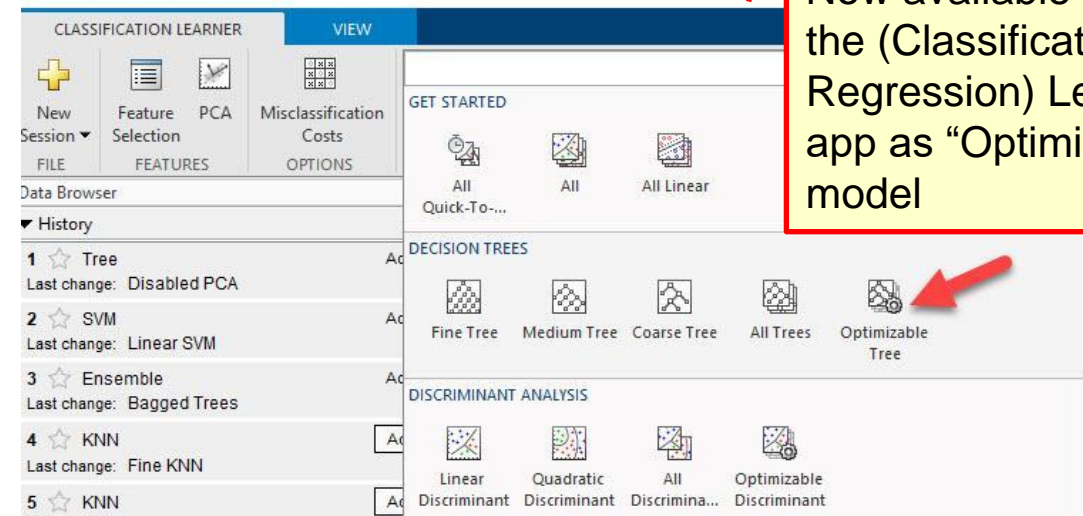 CLASSIFICATION LEARNER VIEW
New Session
Feature Selection
PCA
Misclassification Costs
FILE FEATURES OPTIONS
Data Browser
History
1 Tree
Last change: Disabled PCA
2 SVM
Last change: Linear SVM
3 Ensemble
Last change: Bagged Trees
4 KNN
Last change: Fine KNN
5 KNN
GET STARTED
All Quick-To-...
All
All Linear
DECISION TREES
Fine Tree
Medium Tree
Coarse Tree
All Trees
Optimizable Tree
DISCRIMINANT ANALYSIS
Linear Discriminant
Quadratic Discriminant
All Discrimina...
Optimizable Discriminant
Now available
the (Classificat
Regression) Le
app as “Optimi
model